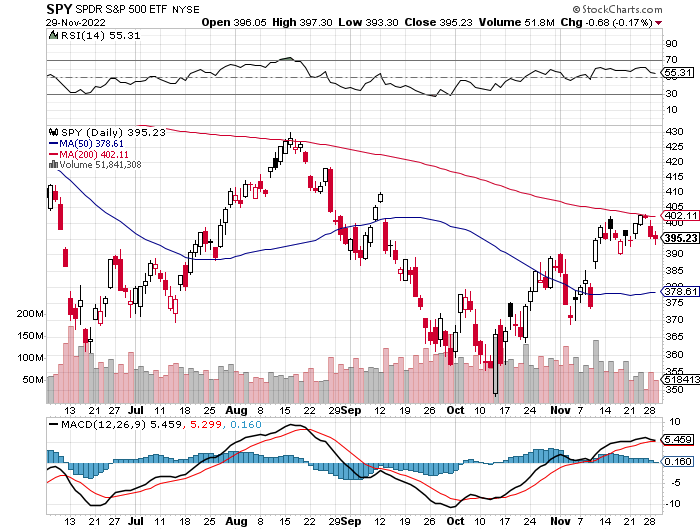 SPY SPDR S&P 500 ETF NYSE © StockCharts.com
29-Nov-2022 Open 396.05 High 397.30 Low 393.30 Close 395.23 Volume 51.8M Chg -0.68 (-0.17%)
RSI(14) 55.31
90
70
55.31
50
30
10
SPY (Daily) 395.23
MA(50) 378.61
MA(200) 402.11
Volume 51,841,308
430
425
420
415
410
405
402.11
400
395.23
390
385
380
378.61
375
370
365
360
355
350
200M
150M
100M
50M
51841308
13 21 27 Jul 11 18 25 Aug 8 15 22 29 Sep 12 19 26 Oct 10 17 24 Nov 7 14 21 28
MACD(12,26,9) 5.459, 5.299, 0.160
5.459
0.160
-5
-10
13 21 27 Jul 11 18 25 Aug 8 15 22 29 Sep 12 19 26 Oct 10 17 24 Nov 7 14 21 28